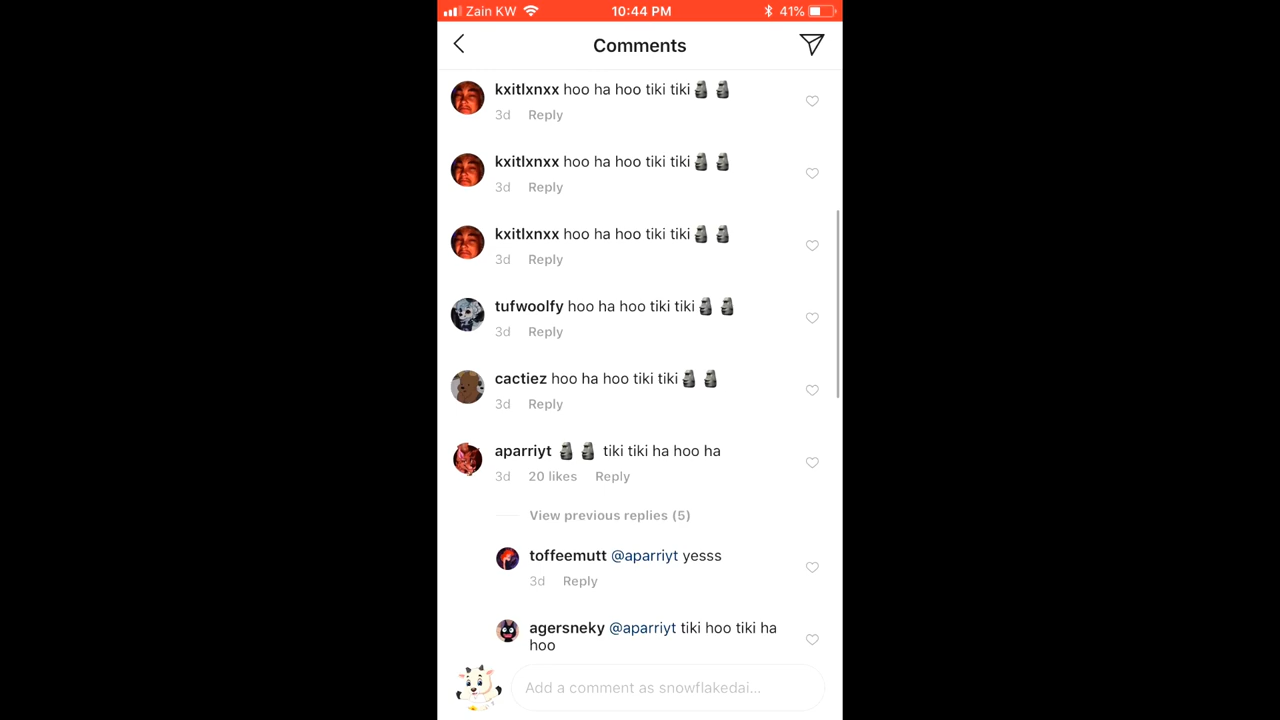 Zain KW 10:44 PM 41%
Comments
kxitlxnxx hoo ha hoo tiki tiki🗿 🗿
3d Reply
kxitlxnxx hoo ha hoo tiki tiki🗿 🗿
3d Reply
kxitlxnxx hoo ha hoo tiki tiki🗿 🗿
3d Reply
tufwoolfy hoo ha hoo tiki tiki🗿 🗿
3d Reply
cactiez hoo ha hoo tiki tiki🗿 🗿
3d Reply
aparriyt 🗿 🗿 tiki tiki ha hoo ha
3d 20 likes Reply
View previous replies (5)
toffeemutt @aparriyt yesss
3d Reply
agersneky @aparriyt tiki hoo tiki ha
hoo
Add a comment as snowflakedai...